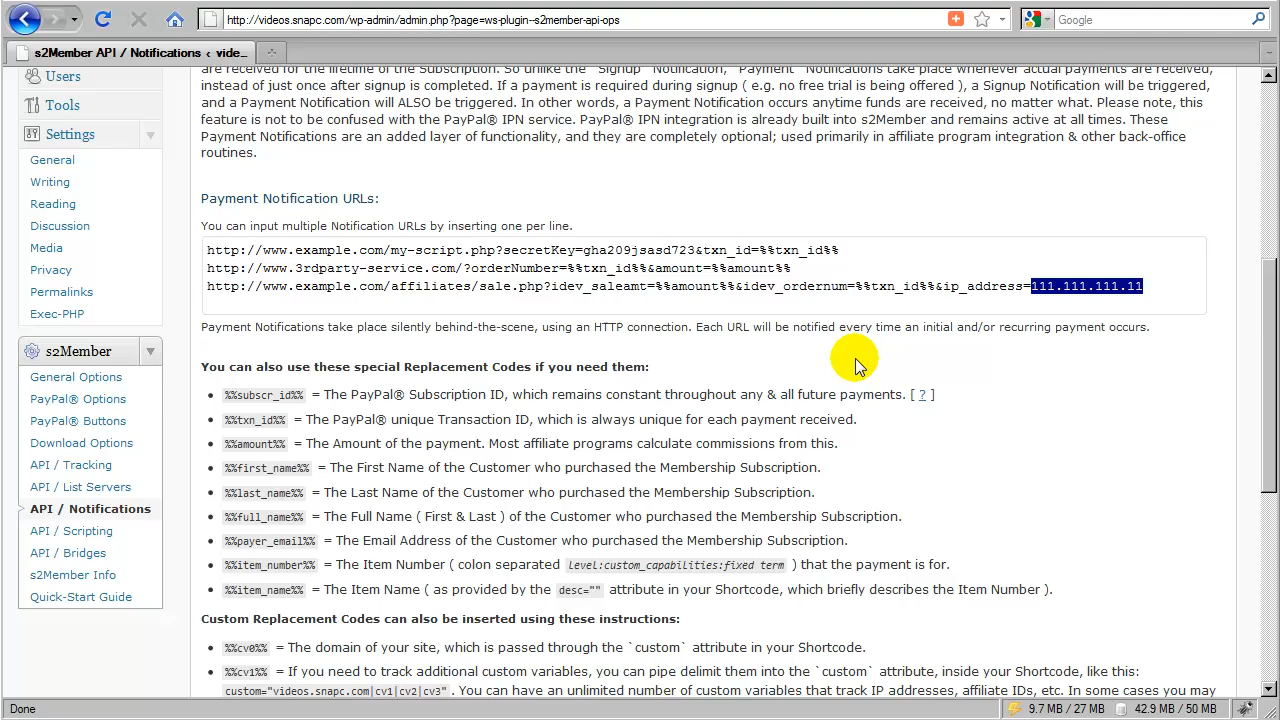 http://videos.snapc.com/wp-admin/admin.php?page=ws-plugin--s2member-api-ops
Google
s2Member API / Notifications ‹ vide...
Users
Tools
Settings
General
Writing
Reading
Discussion
Media
Privacy
Permalinks
Exec-PHP
s2Member
General Options
PayPal® Options
PayPal® Buttons
Download Options
API / Tracking
API / List Servers
API / Notifications
API / Scripting
API / Bridges
s2Member Info
Quick-Start Guide
are received for the lifetime of the Subscription. So unlike the `Signup` Notification, `Payment` Notifications take place whenever actual payments are received,
instead of just once after signup is completed. If a payment is required during signup ( e.g. no free trial is being offered ), a Signup Notification will be triggered,
and a Payment Notification will ALSO be triggered. In other words, a Payment Notification occurs anytime funds are received, no matter what. Please note, this
feature is not to be confused with the PayPal® IPN service. PayPal® IPN integration is already built into s2Member and remains active at all times. These
Payment Notifications are an added layer of functionality, and they are completely optional; used primarily in affiliate program integration & other back-office
routines.
Payment Notification URLs:
You can input multiple Notification URLs by inserting one per line.
http://www.example.com/my-script.php?secretKey=gha209jsasd723&txn_id=%%txn_id%%
http://www.3rdparty-service.com/?orderNumber=%%txn_id%%&amount=%%amount%%
http://www.example.com/affiliates/sale.php?idev_saleamt=%%amount%%&idev_ordernum=%%txn_id%%&ip_address=111.111.111.11
Payment Notifications take place silently behind-the-scene, using an HTTP connection. Each URL will be notified every time an initial and/or recurring payment occurs.
You can also use these special Replacement Codes if you need them:
• %%subscr_id%% = The PayPal® Subscription ID, which remains constant throughout any & all future payments. [ ? ]
• %%txn_id%% = The PayPal® unique Transaction ID, which is always unique for each payment received.
• %%amount%% = The Amount of the payment. Most affiliate programs calculate commissions from this.
• %%first_name%% = The First Name of the Customer who purchased the Membership Subscription.
• %%last_name%% = The Last Name of the Customer who purchased the Membership Subscription.
• %%full_name%% = The Full Name ( First & Last ) of the Customer who purchased the Membership Subscription.
• %%payer_email%% = The Email Address of the Customer who purchased the Membership Subscription.
• %%item_number%% = The Item Number ( colon separated level:custom_capabilities:fixed term ) that the payment is for.
• %%item_name%% = The Item Name ( as provided by the desc="" attribute in your Shortcode, which briefly describes the Item Number ).
Custom Replacement Codes can also be inserted using these instructions:
• %%cv0%% = The domain of your site, which is passed through the `custom` attribute in your Shortcode.
• %%cv1%% = If you need to track additional custom variables, you can pipe delimit them into the `custom` attribute, inside your Shortcode, like this:
custom="videos.snapc.com|cv1|cv2|cv3". You can have an unlimited number of custom variables that track IP addresses, affiliate IDs, etc. In some cases you may
Done
9.7 MB / 27 MB
42.9 MB / 50 MB